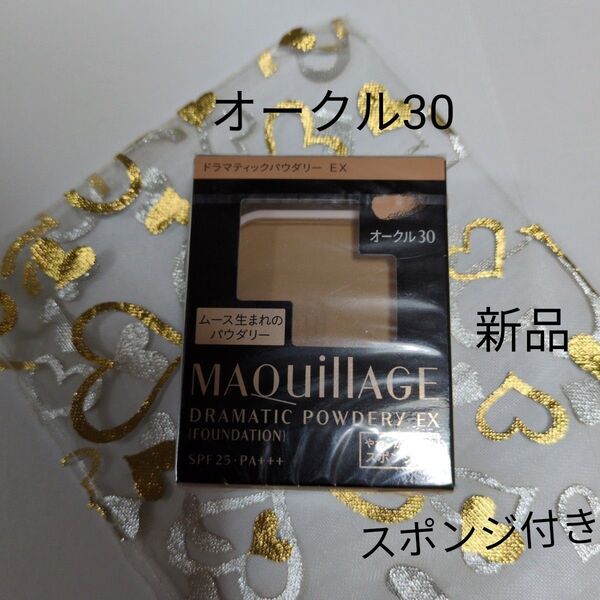 オークル30
ドラマティックパウダリー EX
オークル30
新品
ムース生まれの
パウダリー
MAQuillAGE
DRAMATIC POWDERY EX
[FOUNDATION]
SPF25・PA+++
スポンジ付き